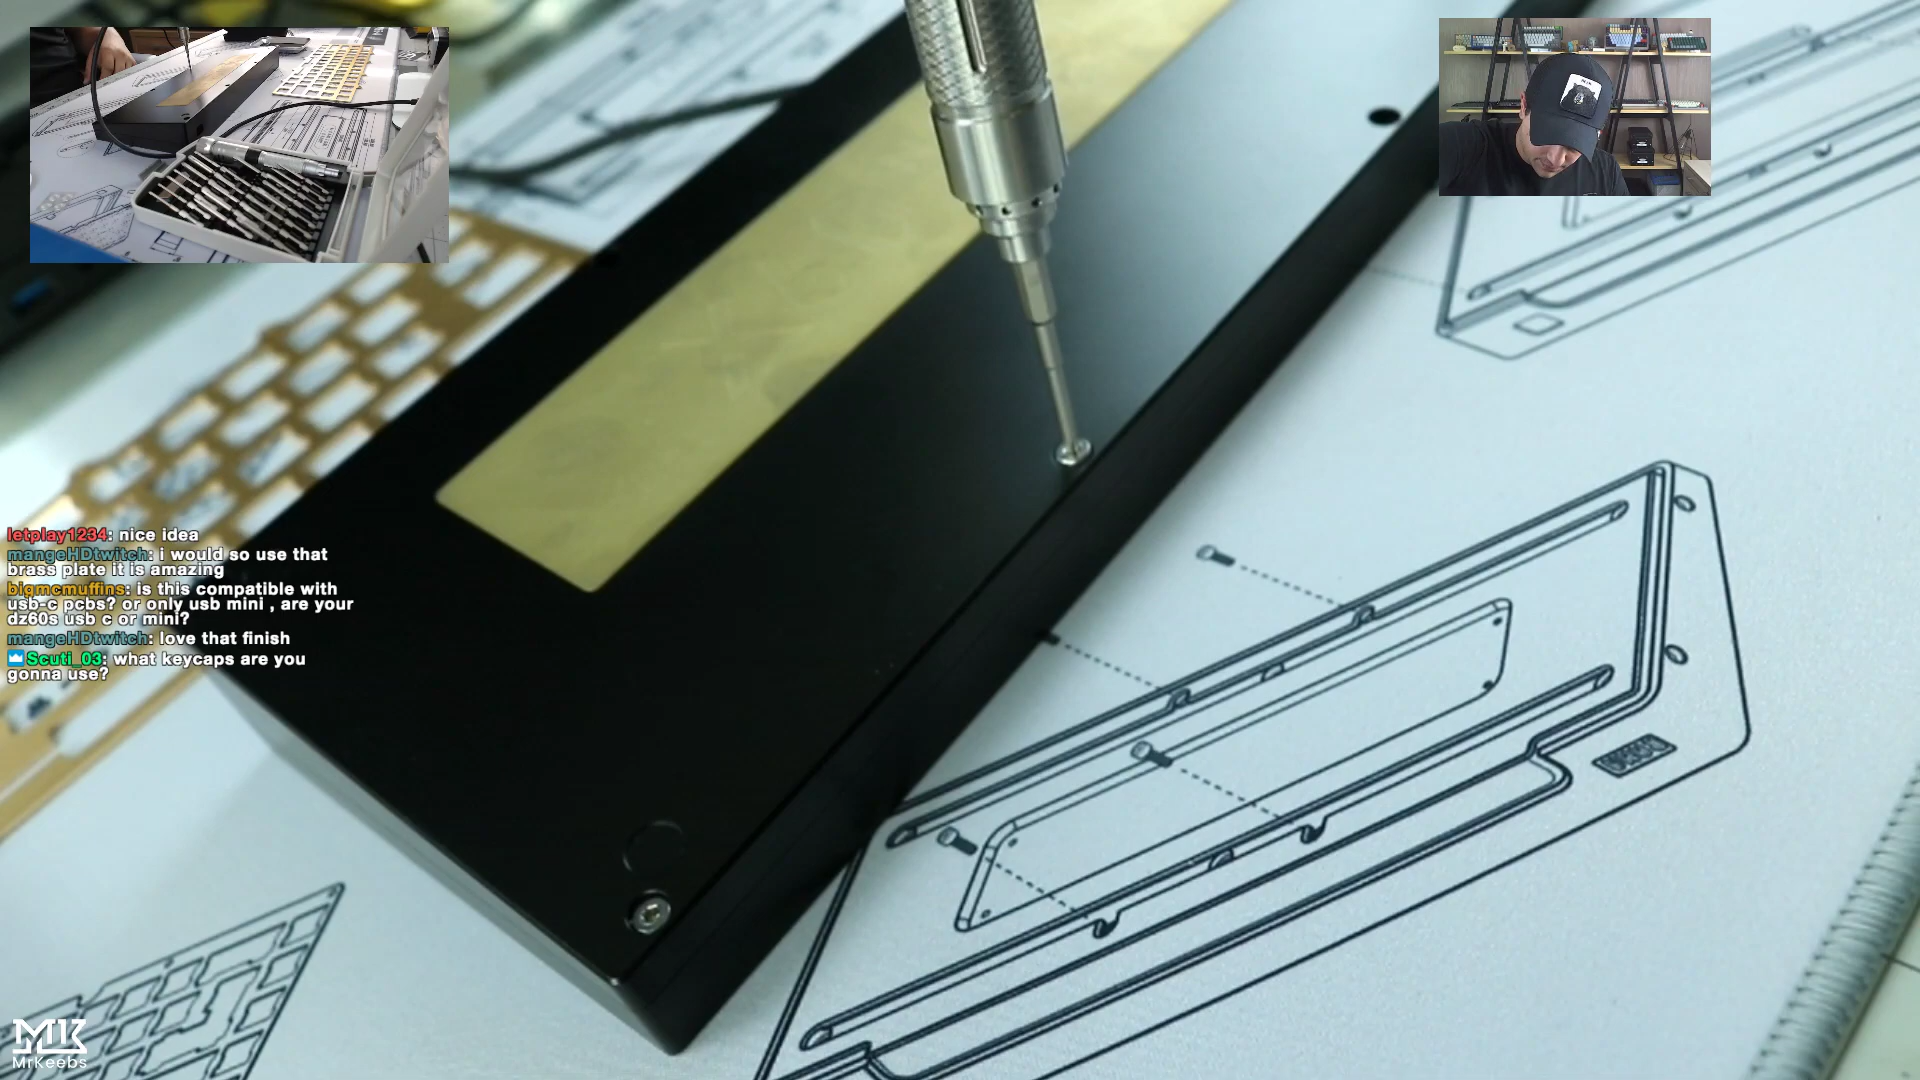 letplay1234: nice idea
mangeHDtwitch: i would so use that
brass plate it is amazing
bigmcmuffins: is this compatible with
usb-c pcbs? or only usb mini , are your
dz60s usb c or mini?
mangeHDtwitch: love that finish
Scuti_03: what keycaps are you
gonna use?
MK
MrKeebs